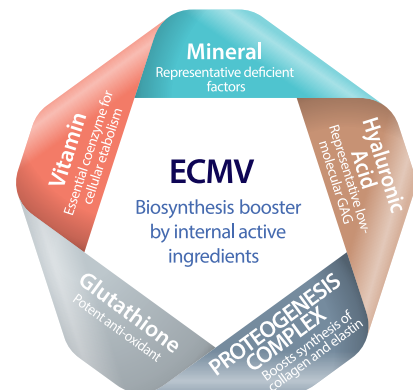 Mineral
Representative deficient
factors
Hyaluronic
Acid
Representative low-
molecular GAG
PROTEOGENESIS
COMPLEX
Boosts synthesis of
collagen and elastin
Glutathione
Potent anti-oxidant
Vitamin
Essential coenzyme for
cellular etabolism
ECMV
Biosynthesis booster
by internal active
ingredients